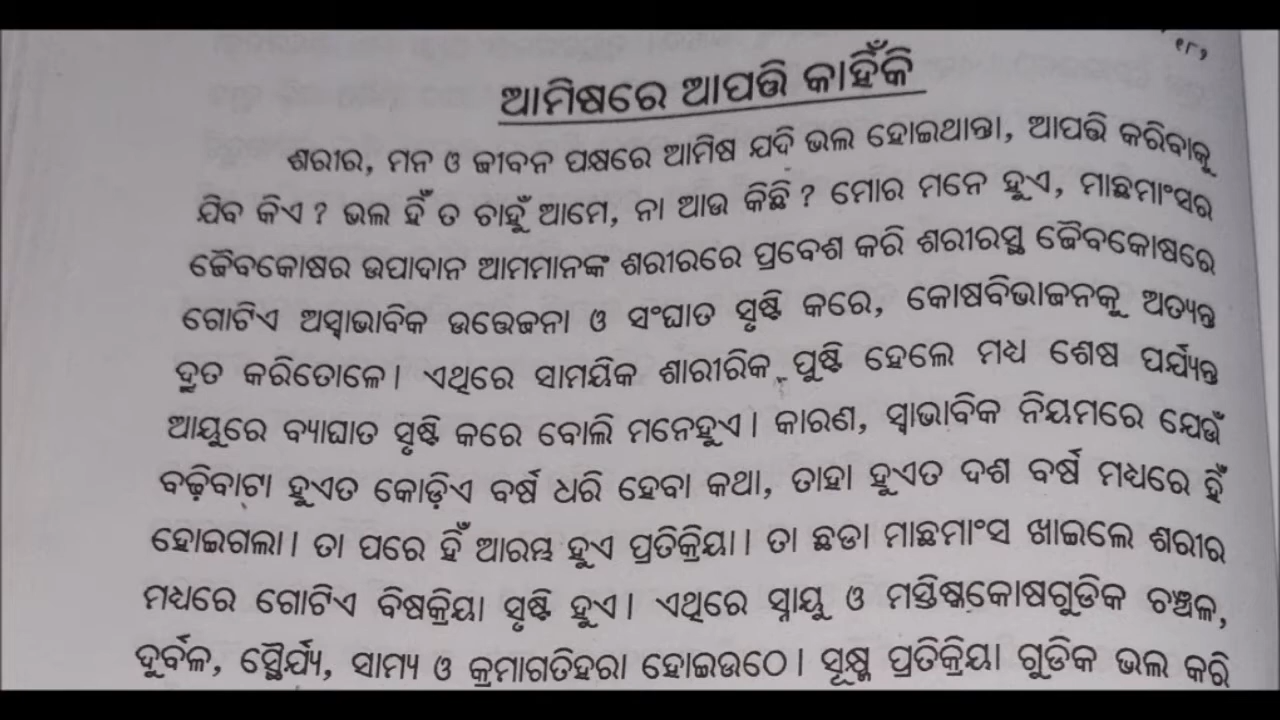 ୧୮୨
ଆମିଷରେ ଆପତ୍ତି କାହିଁକି
ଶରୀର, ମନ ଓ ଜୀବନ ପକ୍ଷରେ ଆମିଷ ଯଦି ଭଲ ହୋଇଥାନ୍ତା, ଆପତ୍ତି କରିବାକୁ
ଯିବ କିଏ ? ଭଲ ହିଁ ତ ଚାହୁଁ ଆମେ, ନା ଆଉ କିଛି ? ମୋର ମନେ ହୁଏ, ମାଛମାଂସର
ଜୈବକୋଷର ଉପାଦାନ ଆମମାନଙ୍କ ଶରୀରରେ ପ୍ରବେଶ କରି ଶରୀରସ୍ଥ ଜୈବକୋଷରେ
ଗୋଟିଏ ଅସ୍ୱାଭାବିକ ଉତ୍ତେଜନା ଓ ସଂଘାତ ସୃଷ୍ଟି କରେ, କୋଷବିଭାଜନକୁ ଅତ୍ୟନ୍ତ
ଦ୍ରୁତ କରିତୋଳେ। ଏଥିରେ ସାମୟିକ ଶାରୀରିକ ପୁଷ୍ଟି ହେଲେ ମଧ୍ୟ ଶେଷ ପର୍ଯ୍ୟନ୍ତ
ଆୟୁରେ ବ୍ୟାଘାତ ସୃଷ୍ଟି କରେ ବୋଲି ମନେହୁଏ। କାରଣ, ସ୍ୱାଭାବିକ ନିୟମରେ ଯେଉଁ
ବଢ଼ିବାଟା ହୁଏତ କୋଡ଼ିଏ ବର୍ଷ ଧରି ହେବା କଥା, ତାହା ହୁଏତ ଦଶ ବର୍ଷ ମଧ୍ୟରେ ହିଁ
ହୋଇଗଲା। ତା ପରେ ହିଁ ଆରମ୍ଭ ହୁଏ ପ୍ରତିକ୍ରିୟା। ତା ଛଡା ମାଛମାଂସ ଖାଇଲେ ଶରୀର
ମଧ୍ୟରେ ଗୋଟିଏ ବିଷକ୍ରିୟା ସୃଷ୍ଟି ହୁଏ। ଏଥିରେ ସ୍ନାୟୁ ଓ ମସ୍ତିଷ୍କକୋଷଗୁଡିକ ଚଞ୍ଚଳ,
ଦୁର୍ବଳ, ସ୍ଥୈର୍ଯ୍ୟ, ସାମ୍ୟ ଓ କ୍ରମାଗତିହରା ହୋଇଉଠେ। ସୂକ୍ଷ୍ମ ପ୍ରତିକ୍ରିୟା ଗୁଡିକ ଭଲ କରି